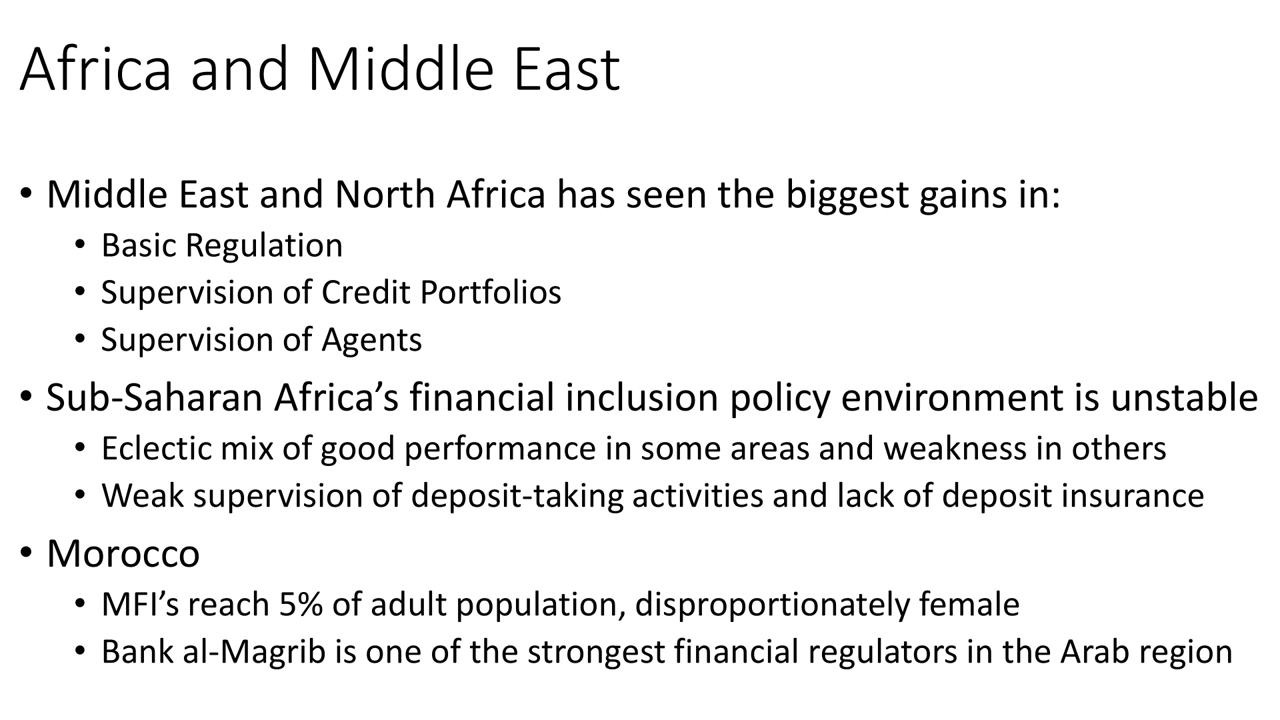 Africa and Middle East
• Middle East and North Africa has seen the biggest gains in:
• Basic Regulation
• Supervision of Credit Portfolios
• Supervision of Agents
• Sub-Saharan Africa’s financial inclusion policy environment is unstable
• Eclectic mix of good performance in some areas and weakness in others
• Weak supervision of deposit-taking activities and lack of deposit insurance
• Morocco
• MFI’s reach 5% of adult population, disproportionately female
• Bank al-Magrib is one of the strongest financial regulators in the Arab region